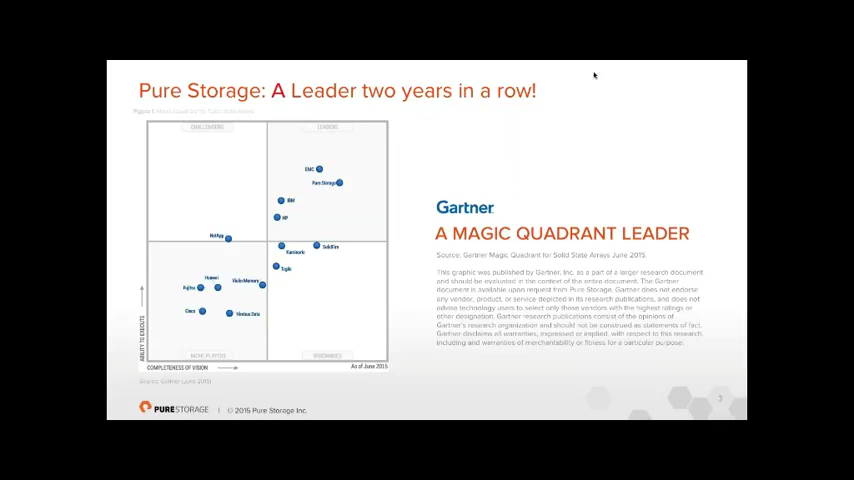 Pure Storage: A Leader two years in a row!
CHALLENGERS
LEADERS
EMC
Pure Storage
IBM
HP
NetApp
Kaminario
SolidFire
Tegile
Huawei
Violin Memory
Fujitsu
Cisco
Nimbus Data
ABILITY TO EXECUTE
NICHE PLAYERS
VISIONARIES
COMPLETENESS OF VISION
As of June 2015
Source: Gartner (June 2015)
Gartner
A MAGIC QUADRANT LEADER
Source: Gartner Magic Quadrant for Solid State Arrays June 2015.
This graphic was published by Gartner, Inc. as a part of a larger research document
and should be evaluated in the context of the entire document. The Gartner
document is available upon request from Pure Storage. Gartner does not endorse
any vendor, product, or service depicted in its research publications, and does not
advise technology users to select only those vendors with the highest ratings or
other designation. Gartner research publications consist of the opinions of
Gartner's research organization and should not be construed as statements of fact.
Gartner disclaims all warranties, expressed or implied, with respect to this research,
including and warranties of merchantability or fitness for a particular purpose.
PURESTORAGE | © 2015 Pure Storage Inc.
3